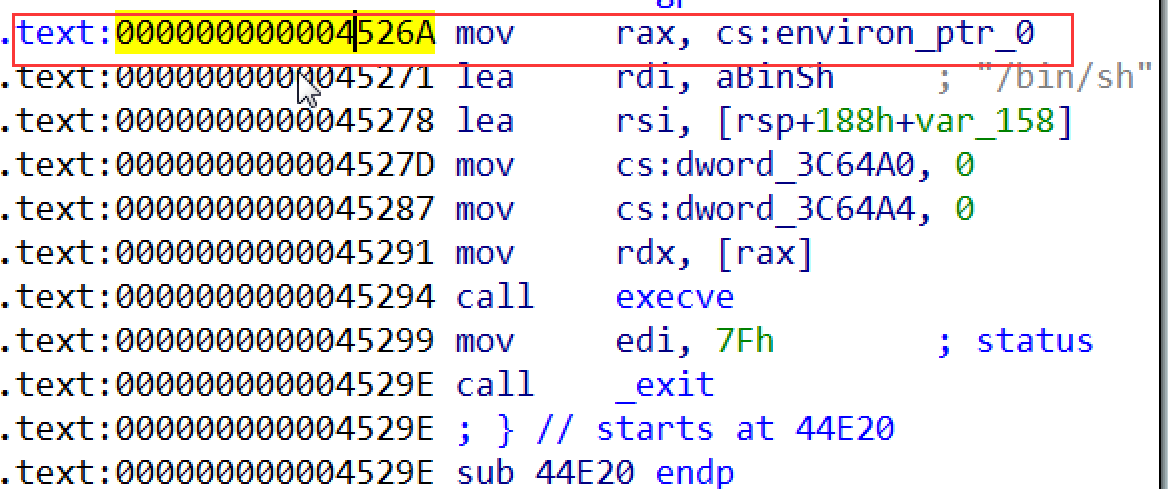 .text:000000000004526A mov rax, cs:environ_ptr_0
.text:0000000000045271 lea rdi, aBinSh ; "/bin/sh"
.text:0000000000045278 lea rsi, [rsp+188h+var_158]
.text:000000000004527D mov cs:dword_3C64A0, 0
.text:0000000000045287 mov cs:dword_3C64A4, 0
.text:0000000000045291 mov rdx, [rax]
.text:0000000000045294 call execve
.text:0000000000045299 mov edi, 7Fh ; status
.text:000000000004529E call _exit
.text:000000000004529E ; } // starts at 44E20
.text:000000000004529E sub 44E20 endp